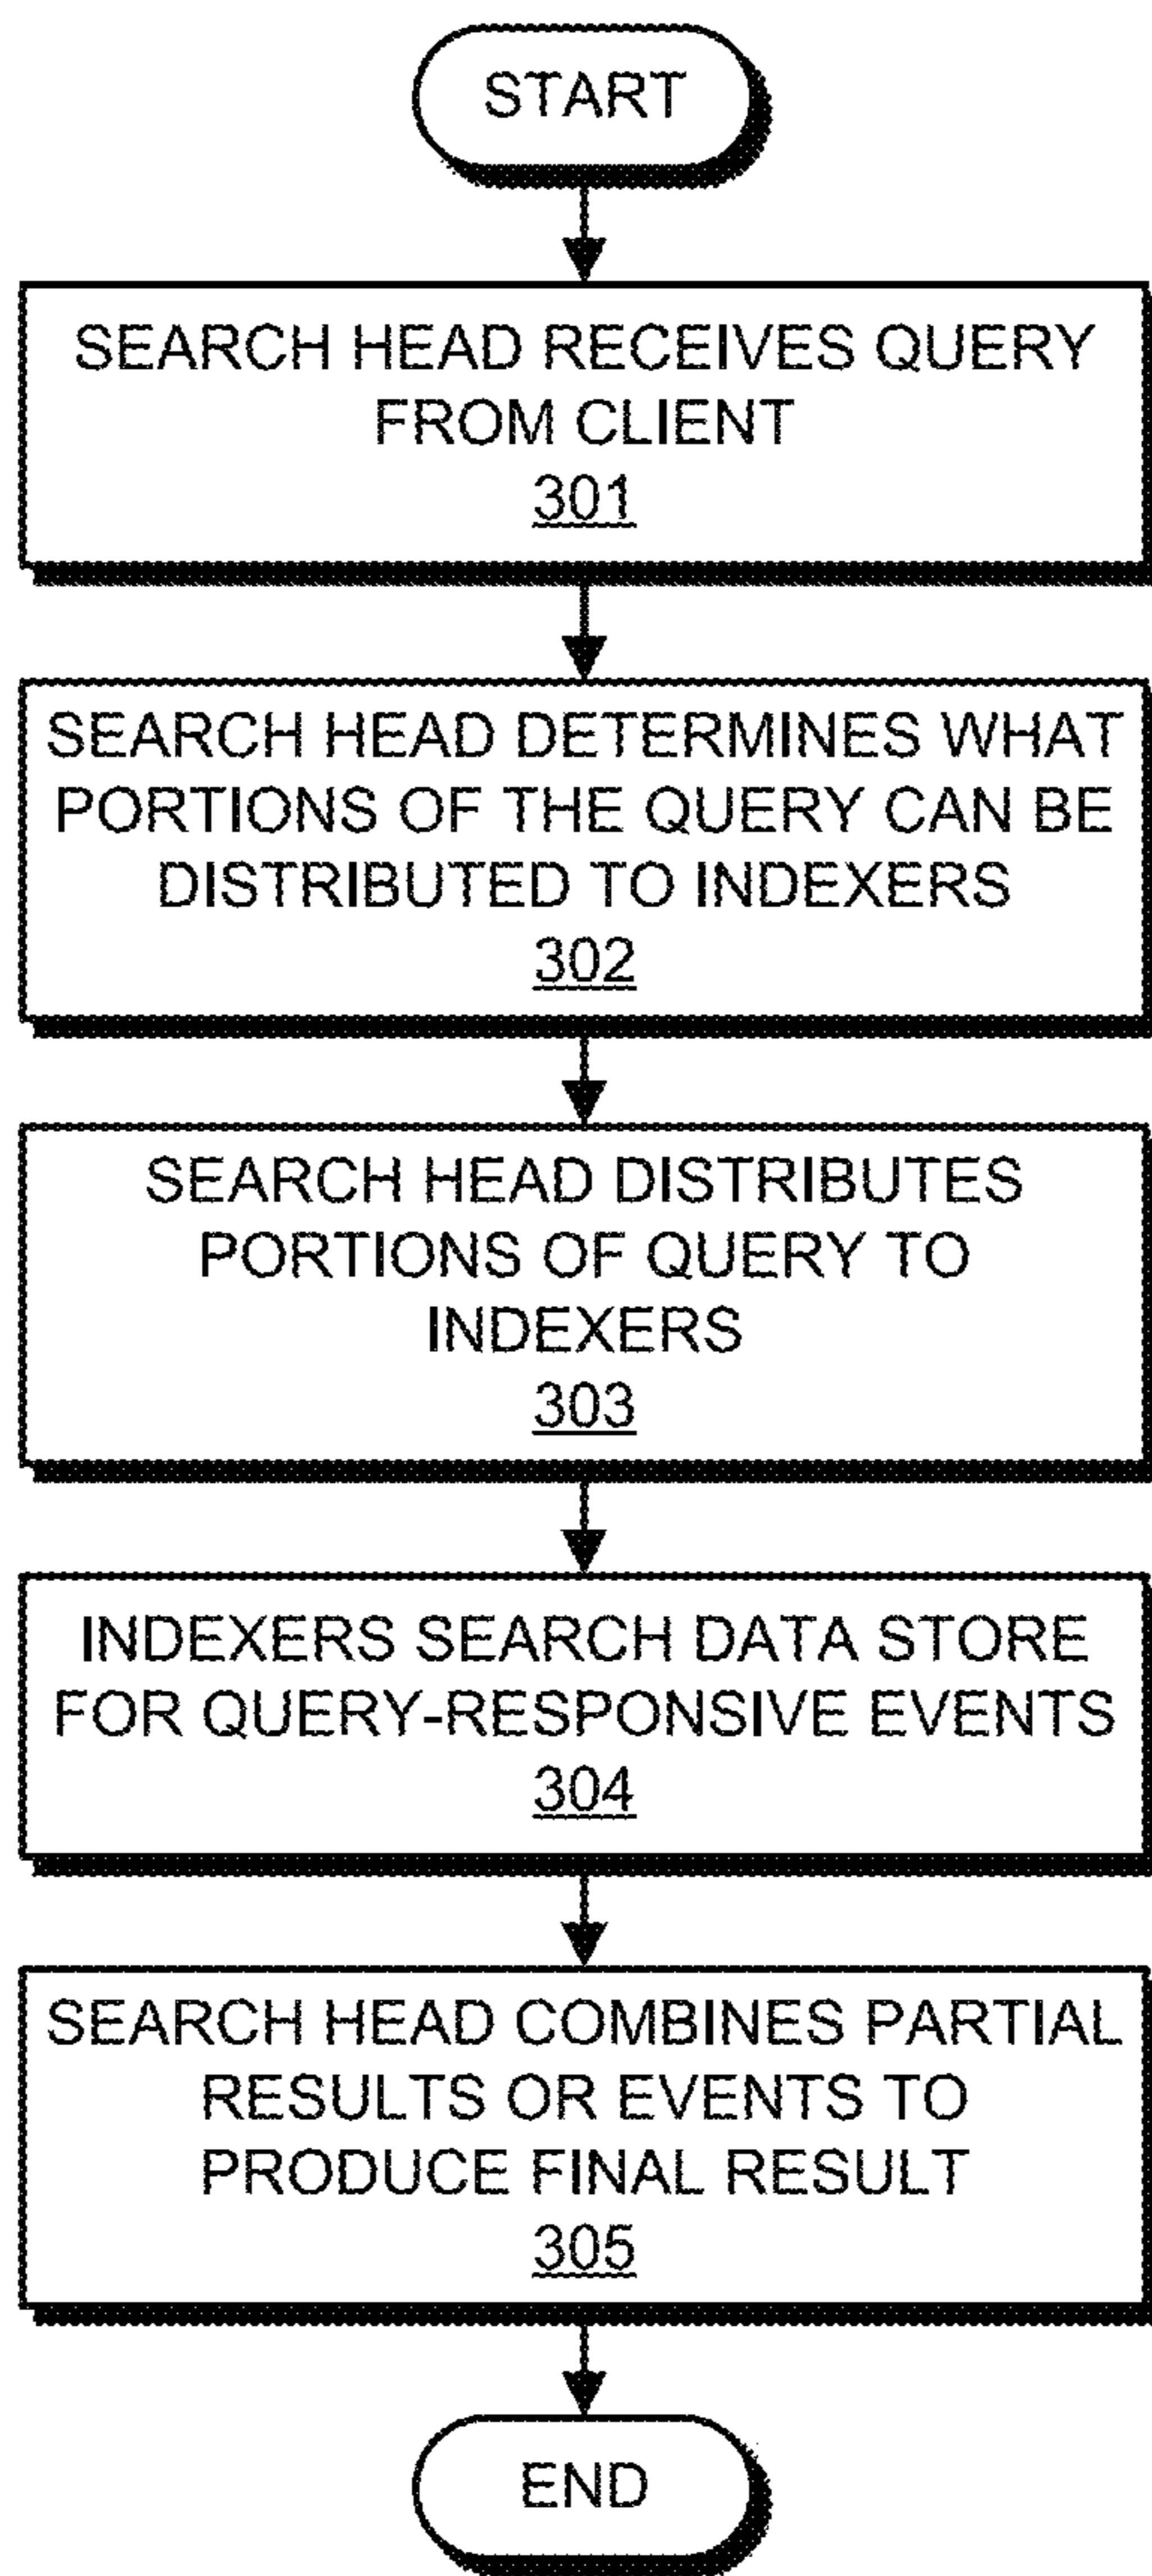 START
SEARCH HEAD RECEIVES QUERY
FROM CLIENT
301
SEARCH HEAD DETERMINES WHAT
PORTIONS OF THE QUERY CAN BE
DISTRIBUTED TO INDEXERS
302
SEARCH HEAD DISTRIBUTES
PORTIONS OF QUERY TO
INDEXERS
303
INDEXERS SEARCH DATA STORE
FOR QUERY-RESPONSIVE EVENTS
304
SEARCH HEAD COMBINES PARTIAL
RESULTS OR EVENTS TO
PRODUCE FINAL RESULT
305
END